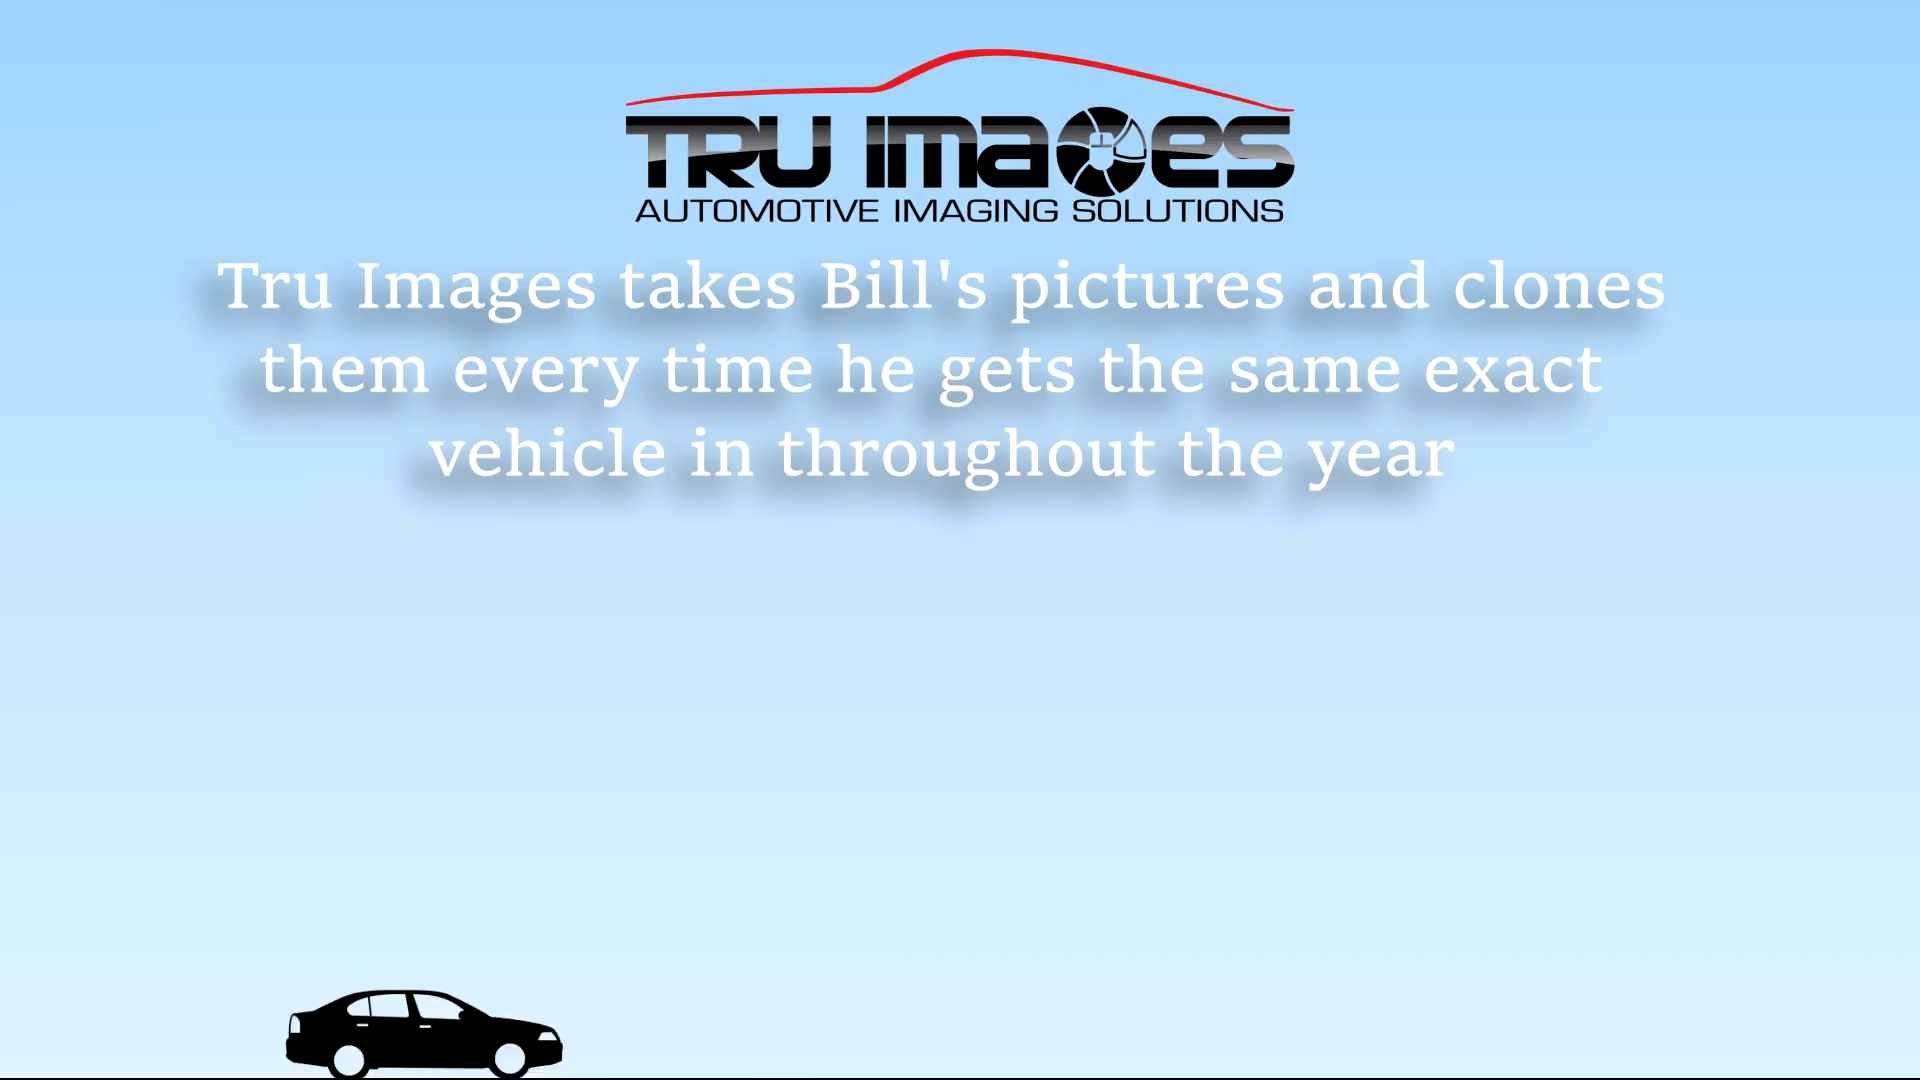 TRU IMAGES
AUTOMOTIVE IMAGING SOLUTIONS
Tru Images takes Bill's pictures and clones
them every time he gets the same exact
vehicle in throughout the year